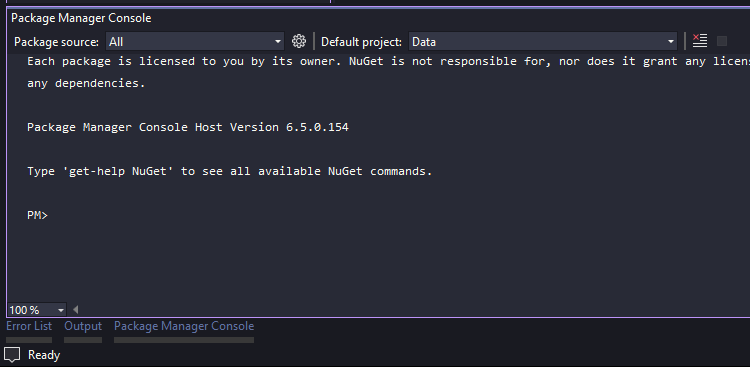 Package Manager Console
Package source: All Default project: Data
Each package is licensed to you by its owner. NuGet is not responsible for, nor does it grant any
any dependencies.
Package Manager Console Host Version 6.5.0.154
Type 'get-help NuGet' to see all available NuGet commands.
PM>
100 %
Error List Output Package Manager Console
Ready